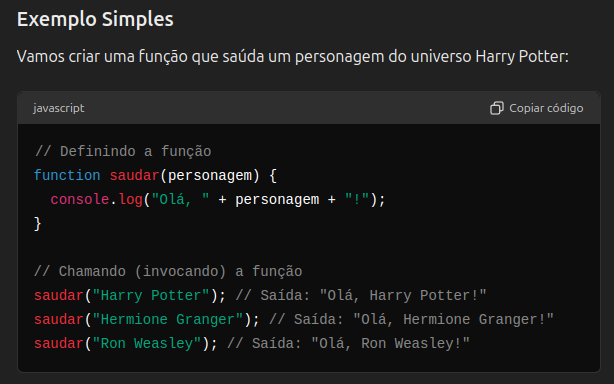 Exemplo Simples
Vamos criar uma função que saúda um personagem do universo Harry Potter:
javascript
Copiar código
// Definindo a função
function saudar(personagem) {
  console.log("Olá, " + personagem + "!");
}
// Chamando (invocando) a função
saudar("Harry Potter"); // Saída: "Olá, Harry Potter!"
saudar("Hermione Granger"); // Saída: "Olá, Hermione Granger!"
saudar("Ron Weasley"); // Saída: "Olá, Ron Weasley!"